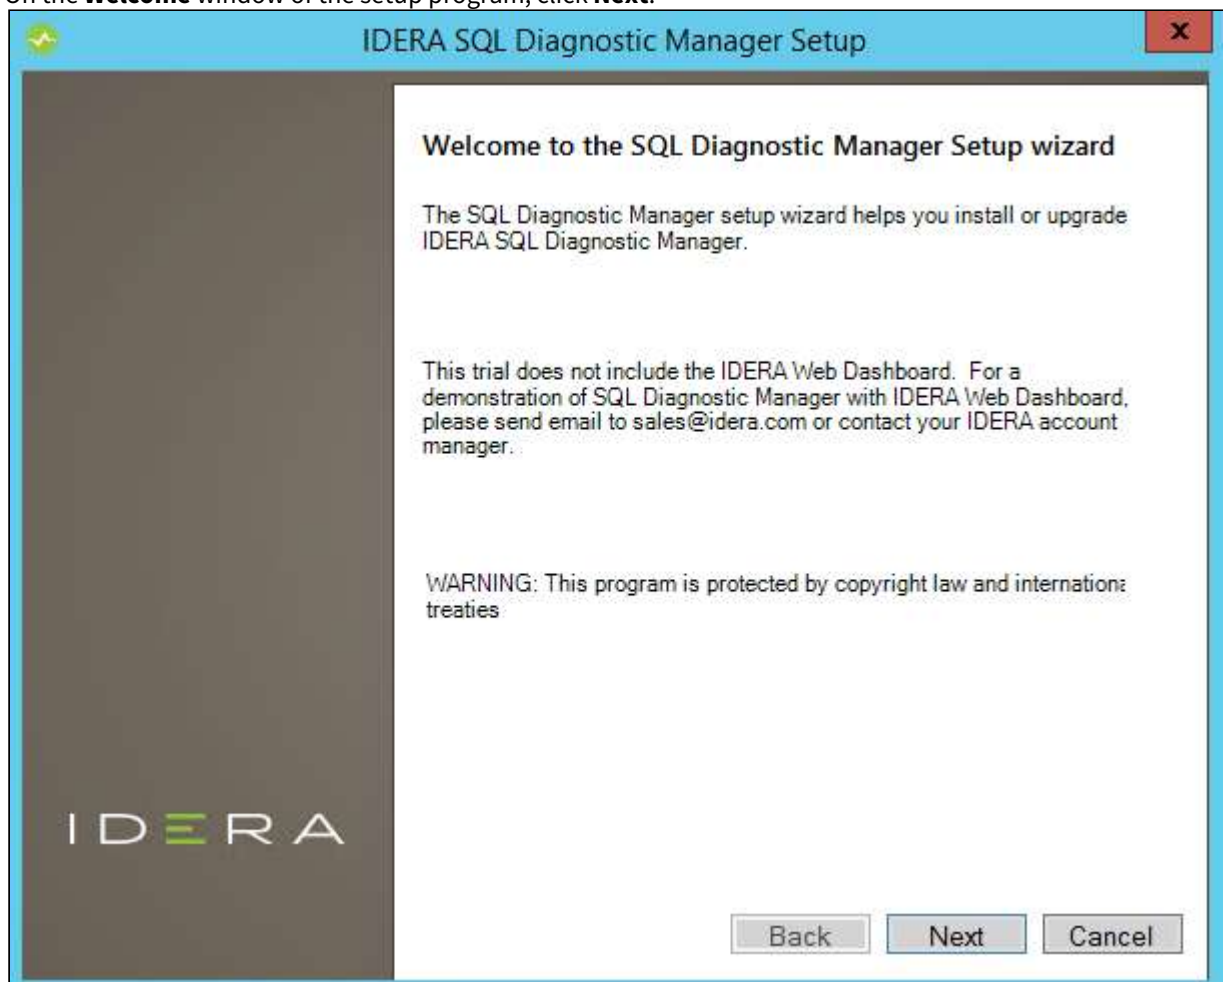 On the Welcome window of the setup program, click Next.
IDERA SQL Diagnostic Manager Setup
x
Welcome to the SQL Diagnostic Manager Setup wizard
The SQL Diagnostic Manager setup wizard helps you install or upgrade
IDERA SQL Diagnostic Manager.
This trial does not include the IDERA Web Dashboard. For a
demonstration of SQL Diagnostic Manager with IDERA Web Dashboard,
please send email to sales@idera.com or contact your IDERA account
manager.
WARNING: This program is protected by copyright law and internationa
treaties
IDERA
Back Next Cancel